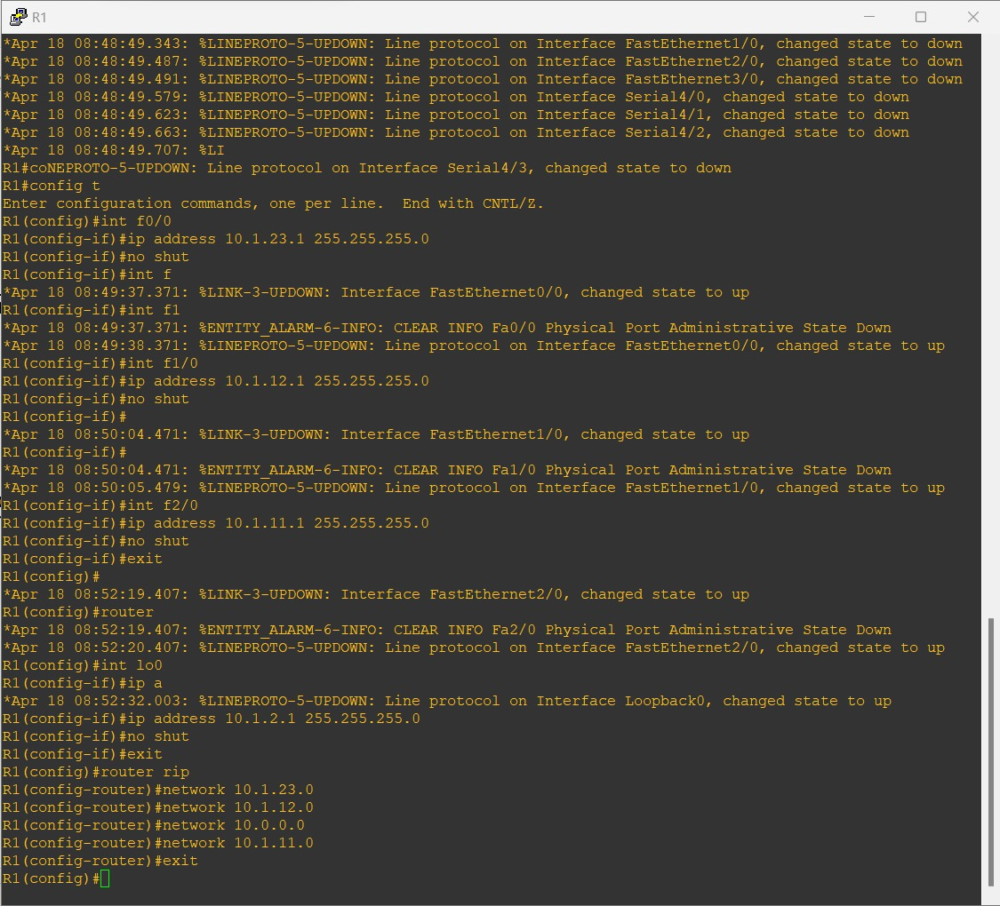 R1
*Apr 18 08:48:49.343: %LINEPROTO-5-UPDOWN: Line protocol on Interface FastEthernet1/0, changed state to down
*Apr 18 08:48:49.487: %LINEPROTO-5-UPDOWN: Line protocol on Interface FastEthernet2/0, changed state to down
*Apr 18 08:48:49.491: %LINEPROTO-5-UPDOWN: Line protocol on Interface FastEthernet3/0, changed state to down
*Apr 18 08:48:49.579: %LINEPROTO-5-UPDOWN: Line protocol on Interface Serial4/0, changed state to down
*Apr 18 08:48:49.623: %LINEPROTO-5-UPDOWN: Line protocol on Interface Serial4/1, changed state to down
*Apr 18 08:48:49.663: %LINEPROTO-5-UPDOWN: Line protocol on Interface Serial4/2, changed state to down
*Apr 18 08:48:49.707: %LI
R1#coNEPROTO-5-UPDOWN: Line protocol on Interface Serial4/3, changed state to down
R1#config t
Enter configuration commands, one per line.  End with CNTL/Z.
R1(config)#int f0/0
R1(config-if)#ip address 10.1.23.1 255.255.255.0
R1(config-if)#no shut
R1(config-if)#int f
*Apr 18 08:49:37.371: %LINK-3-UPDOWN: Interface FastEthernet0/0, changed state to up
R1(config-if)#int f1
*Apr 18 08:49:37.371: %ENTITY_ALARM-6-INFO: CLEAR INFO Fa0/0 Physical Port Administrative State Down
*Apr 18 08:49:38.371: %LINEPROTO-5-UPDOWN: Line protocol on Interface FastEthernet0/0, changed state to up
R1(config-if)#int f1/0
R1(config-if)#ip address 10.1.12.1 255.255.255.0
R1(config-if)#no shut
R1(config-if)#
*Apr 18 08:50:04.471: %LINK-3-UPDOWN: Interface FastEthernet1/0, changed state to up
R1(config-if)#
*Apr 18 08:50:04.471: %ENTITY_ALARM-6-INFO: CLEAR INFO Fa1/0 Physical Port Administrative State Down
*Apr 18 08:50:05.479: %LINEPROTO-5-UPDOWN: Line protocol on Interface FastEthernet1/0, changed state to up
R1(config-if)#int f2/0
R1(config-if)#ip address 10.1.11.1 255.255.255.0
R1(config-if)#no shut
R1(config-if)#exit
R1(config)#
*Apr 18 08:52:19.407: %LINK-3-UPDOWN: Interface FastEthernet2/0, changed state to up
R1(config)#router
*Apr 18 08:52:19.407: %ENTITY_ALARM-6-INFO: CLEAR INFO Fa2/0 Physical Port Administrative State Down
*Apr 18 08:52:20.407: %LINEPROTO-5-UPDOWN: Line protocol on Interface FastEthernet2/0, changed state to up
R1(config)#int lo0
R1(config-if)#ip a
*Apr 18 08:52:32.003: %LINEPROTO-5-UPDOWN: Line protocol on Interface Loopback0, changed state to up
R1(config-if)#ip address 10.1.2.1 255.255.255.0
R1(config-if)#no shut
R1(config-if)#exit
R1(config)#router rip
R1(config-router)#network 10.1.23.0
R1(config-router)#network 10.1.12.0
R1(config-router)#network 10.0.0.0
R1(config-router)#network 10.1.11.0
R1(config-router)#exit
R1(config)#